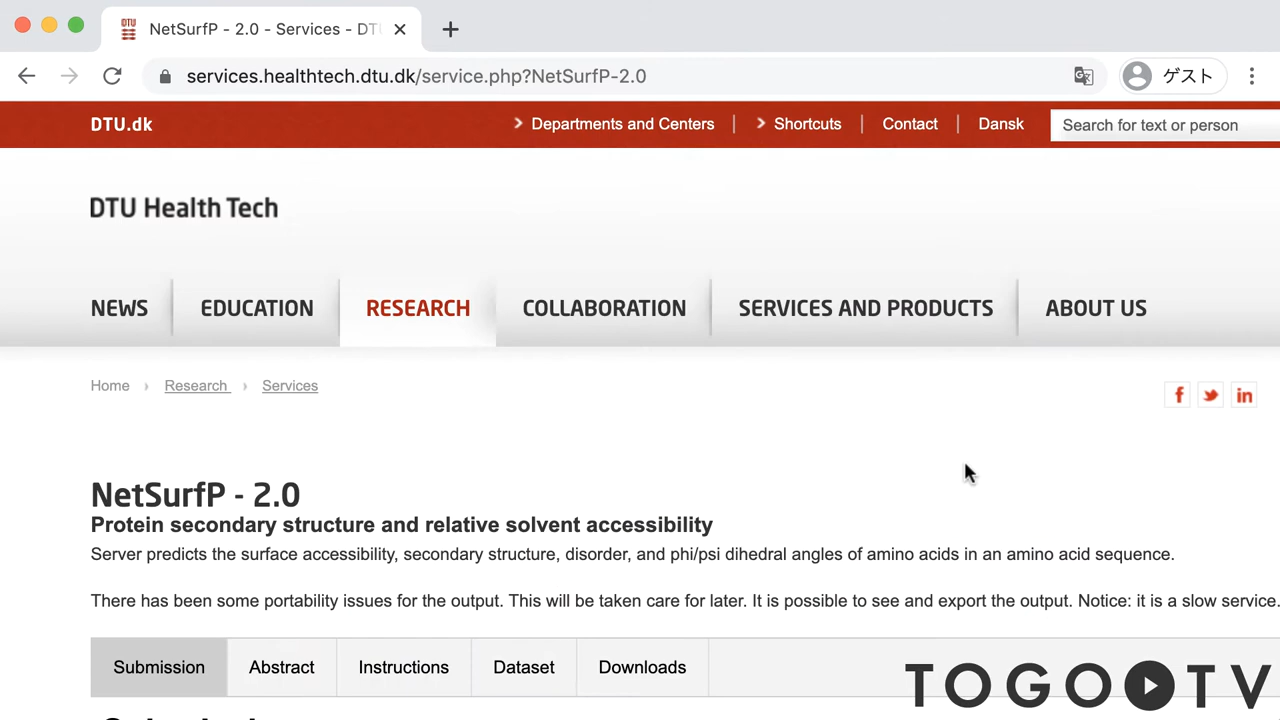 DTU
NetSurfP - 2.0 - Services - DT
services.healthtech.dtu.dk/service.php?NetSurfP-2.0
ゲスト
DTU.dk
Departments and Centers
Shortcuts
Contact
Dansk
Search for text or person
DTU Health Tech
NEWS
EDUCATION
RESEARCH
COLLABORATION
SERVICES AND PRODUCTS
ABOUT US
Home › Research › Services
NetSurfP - 2.0
Protein secondary structure and relative solvent accessibility
Server predicts the surface accessibility, secondary structure, disorder, and phi/psi dihedral angles of amino acids in an amino acid sequence.
There has been some portability issues for the output. This will be taken care for later. It is possible to see and export the output. Notice: it is a slow service.
Submission
Abstract
Instructions
Dataset
Downloads
TOGO TV